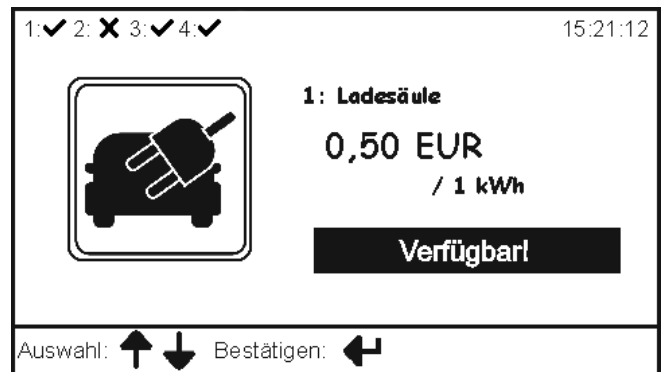 1:✔ 2: ✖ 3:✔ 4:✔ 15:21:12
1: Ladesäule
0,50 EUR
/ 1 kWh
Verfügbar!
Auswahl: ↑ ↓ Bestätigen: ↵